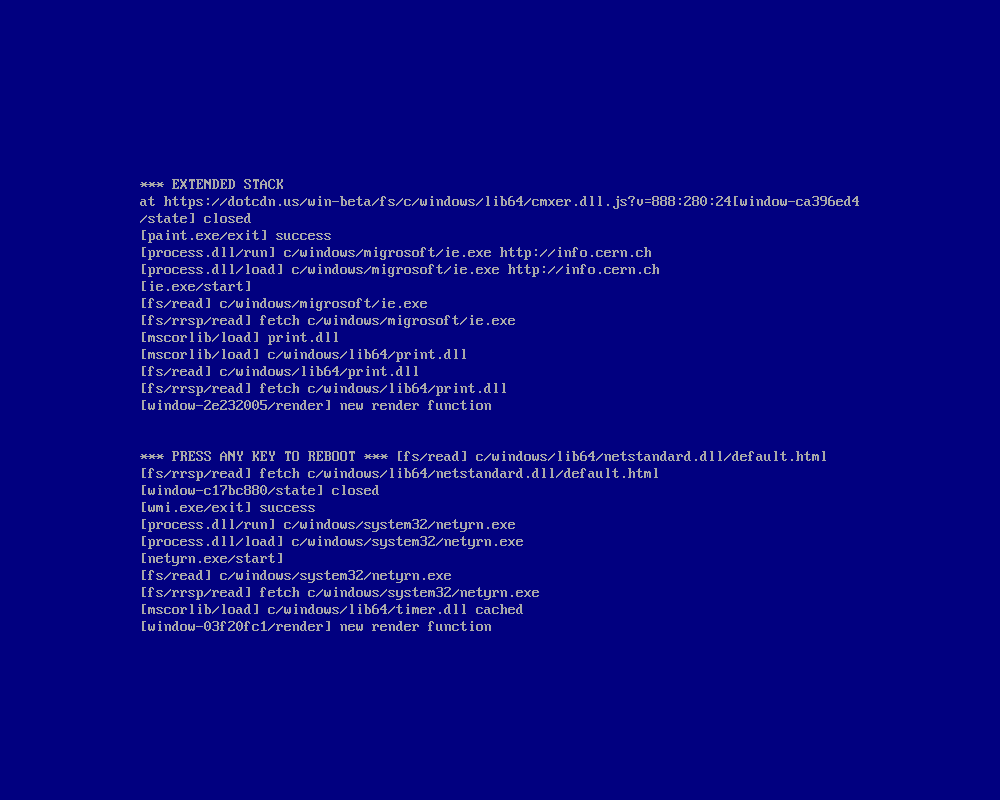 *** EXTENDED STACK
at https://dotcdn.us/win-beta/fs/c/windows/lib64/cmxer.dll.js?v=888:280:24[window-ca396ed4
/state] closed
[paint.exe/exit] success
[process.dll/run] c/windows/migrosoft/ie.exe http://info.cern.ch
[process.dll/load] c/windows/migrosoft/ie.exe http://info.cern.ch
[ie.exe/start]
[fs/read] c/windows/migrosoft/ie.exe
[fs/rrsp/read] fetch c/windows/migrosoft/ie.exe
[mscorlib/load] print.dll
[mscorlib/load] c/windows/lib64/print.dll
[fs/read] c/windows/lib64/print.dll
[fs/rrsp/read] fetch c/windows/lib64/print.dll
[window-2e232005/render] new render function
*** PRESS ANY KEY TO REBOOT *** [fs/read] c/windows/lib64/netstandard.dll/default.html
[fs/rrsp/read] fetch c/windows/lib64/netstandard.dll/default.html
[window-c17bc880/state] closed
[wmi.exe/exit] success
[process.dll/run] c/windows/system32/netyrn.exe
[process.dll/load] c/windows/system32/netyrn.exe
[netyrn.exe/start]
[fs/read] c/windows/system32/netyrn.exe
[fs/rrsp/read] fetch c/windows/system32/netyrn.exe
[mscorlib/load] c/windows/lib64/timer.dll cached
[window-03f20fc1/render] new render function